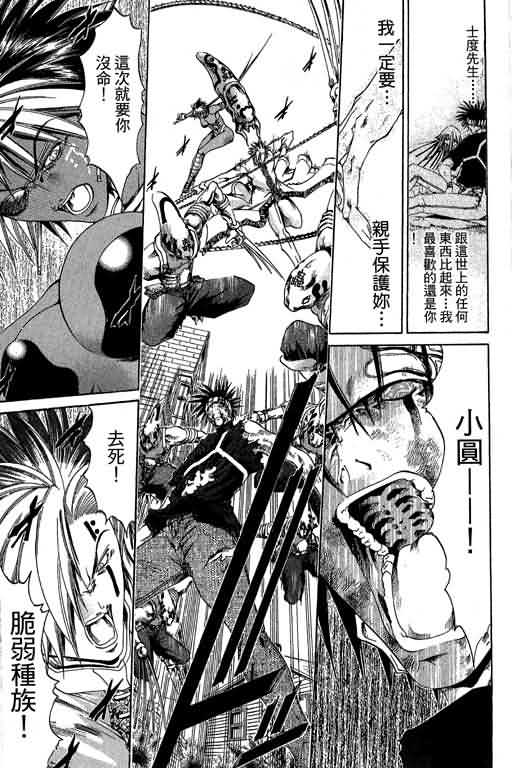 士度先生……
跟這世上的任何
東西比起來…我
最喜歡的還是你
！
我一定要…
親手保護妳…
小圓——！
這次就要你
沒命！
去死！
脆弱種族！